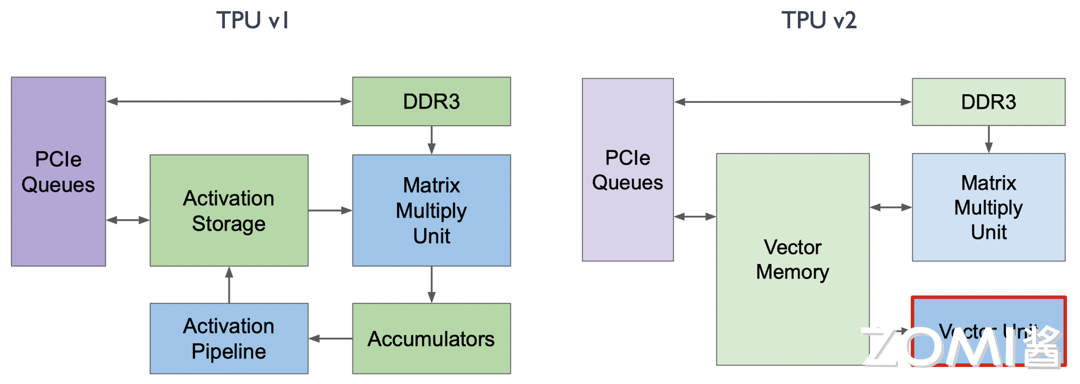 TPU v1
TPU v2
PCIe
Queues
DDR3
Activation
Storage
Matrix
Multiply
Unit
Activation
Pipeline
Accumulators
PCIe
Queues
DDR3
Vector
Memory
Matrix
Multiply
Unit
Vector Unit
ZOMI酱